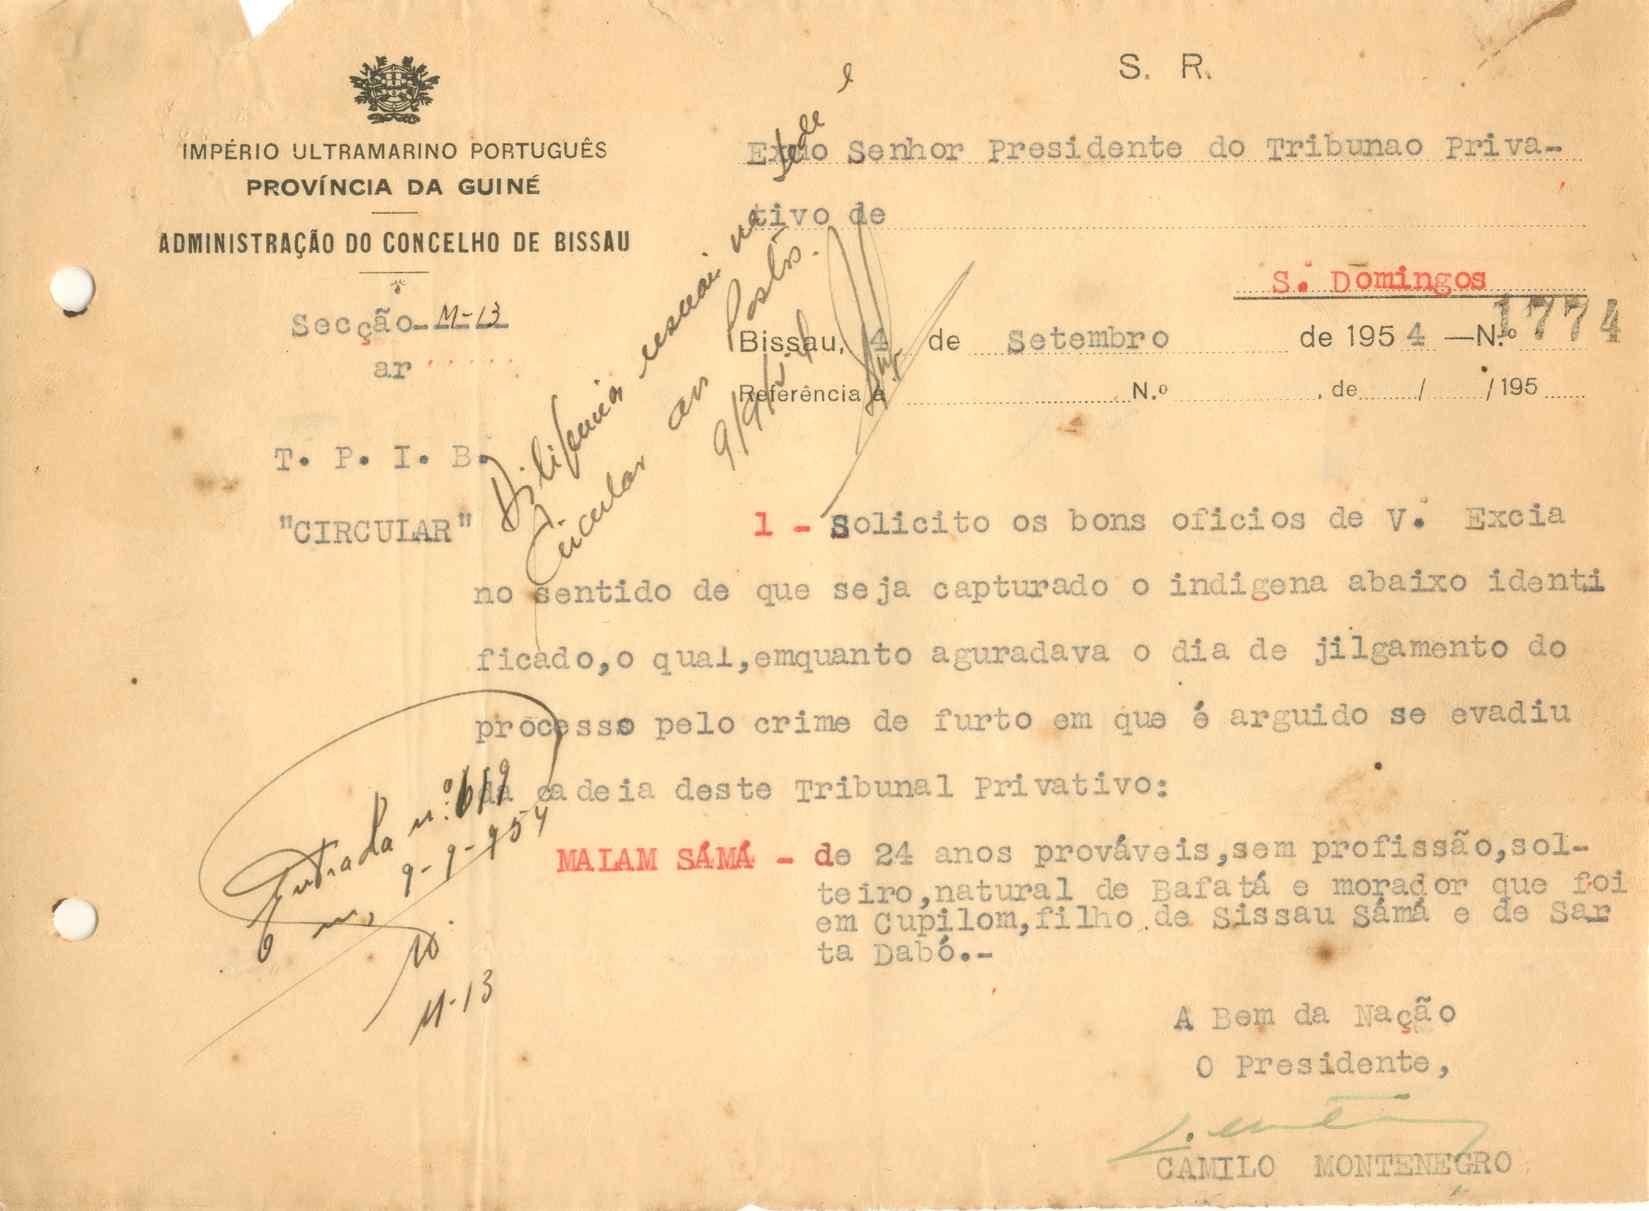 S. R.
IMPÉRIO ULTRAMARINO PORTUGUÊS
PROVÍNCIA DA GUINÉ
ADMINISTRAÇÃO DO CONCELHO DE BISSAU
Secção- M-13
ar
Exmo Senhor Presidente do Tribunao Priva-
tivo de
S. Domingos
Bissau, 4 de Setembro de 1954 —N.º 1774
Referência a N.º , de / /195
Circular aos Postos.
9/9/54
T. P. I. B.
"CIRCULAR"
1 - Solicito os bons oficios de V. Excia
no sentido de que seja capturado o indigena abaixo identi
ficado,o qual,emquanto aguradava o dia de jilgamento do
processo pelo crime de furto em que é arguido se evadiu
da cadeia deste Tribunal Privativo:
MALAM SÁMÁ - de 24 anos prováveis,sem profissão,sol-
teiro,natural de Bafatá e morador que foi
em Cupilom,filho de Sissau Sámá e de Sar
ta Dabó.-
Entrada n.º 619
9-9-954
M-13
A Bem da Nação
O Presidente,
CAMILO MONTENEGRO